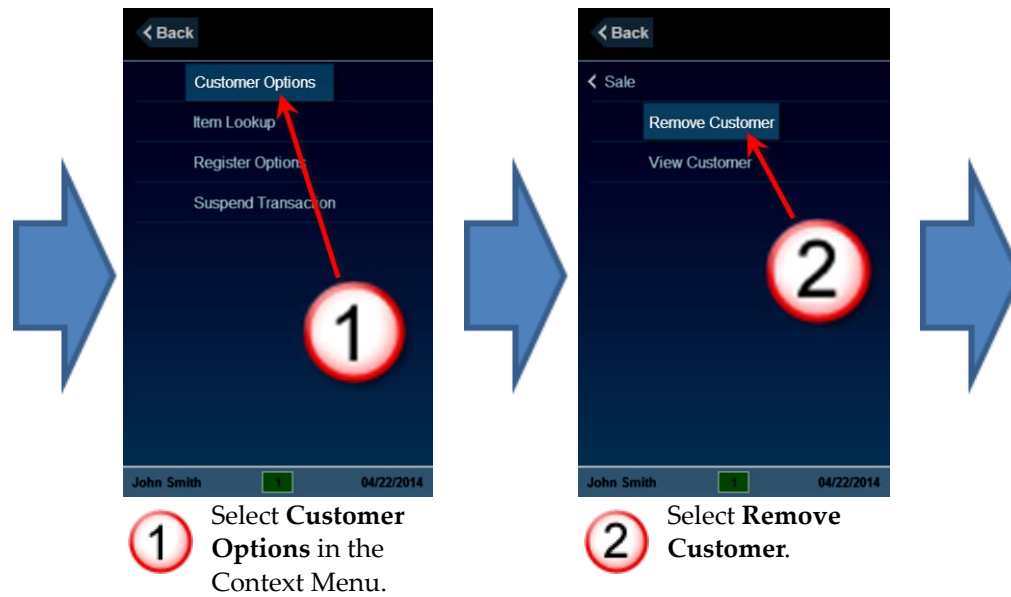 Back
Customer Options
Item Lookup
Register Options
Suspend Transaction
1
John Smith 1 04/22/2014
1
Select Customer
Options in the
Context Menu.
Back
Sale
Remove Customer
View Customer
2
John Smith 1 04/22/2014
2
Select Remove
Customer.